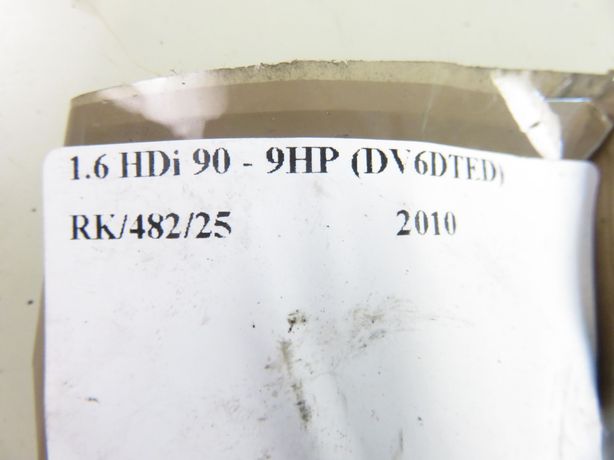 1.6 HDi 90 - 9HP (DV6DTED)
RK/482/25 2010